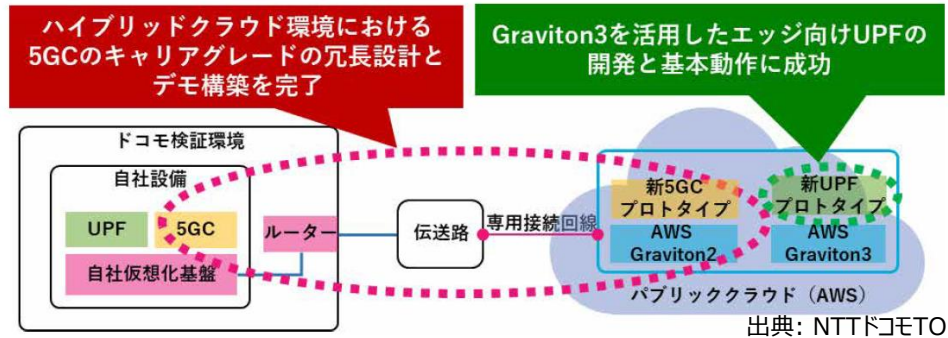 ハイブリッドクラウド環境における
5GCのキャリアグレードの冗長設計と
デモ構築を完了
Graviton3を活用したエッジ向けUPFの
開発と基本動作に成功
ドコモ検証環境
自社設備
UPF
5GC
自社仮想化基盤
ルーター
伝送路
専用接続回線
新5GC
プロトタイプ
AWS
Graviton2
新UPF
プロトタイプ
AWS
Graviton3
パブリッククラウド（AWS）
出典: NTTドコモTO